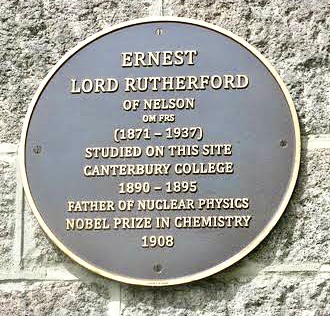 ERNEST
LORD RUTHERFORD
OF NELSON
OM FRS
(1871 – 1937)
STUDIED ON THIS SITE
CANTERBURY COLLEGE
1890 – 1895
FATHER OF NUCLEAR PHYSICS
NOBEL PRIZE IN CHEMISTRY
1908